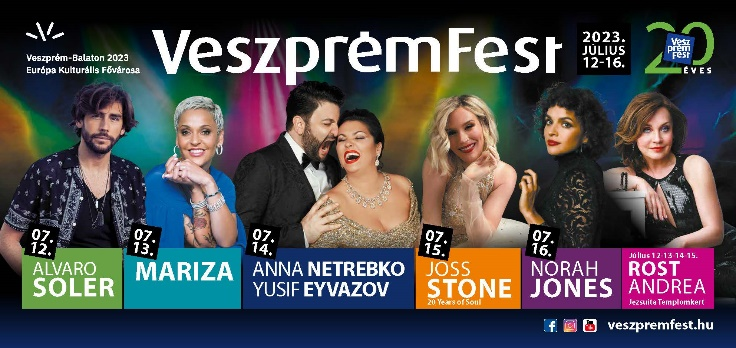 Veszprém-Balaton 2023
Európa Kulturális Fővárosa
VeszprémFest
2023.
JÚLIUS
12-16.
20
Vesz
prém
Fest
ÉVES
07.
12.
ALVARO
SOLER
07.
13.
MARIZA
07.
14.
ANNA NETREBKO
YUSIF EYVAZOV
07.
15.
JOSS
STONE
20 Years of Soul
07.
16.
NORAH
JONES
Július 12-13-14-15.
ROST
ANDREA
Jezsuita Templomkert
veszpremfest.hu